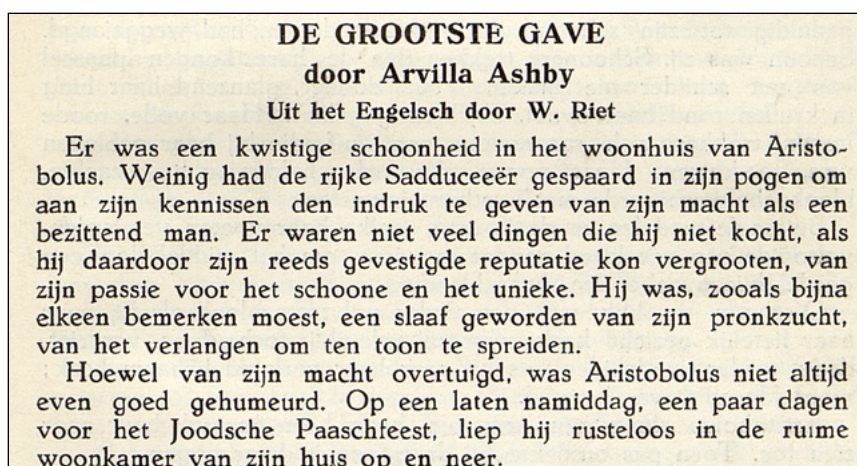 DE GROOTSTE GAVE
door Arvilla Ashby
Uit het Engelsch door W. Riet
Er was een kwistige schoonheid in het woonhuis van Aristo-
bolus. Weinig had de rijke Sadduceeër gespaard in zijn pogen om
aan zijn kennissen den indruk te geven van zijn macht als een
bezittend man. Er waren niet veel dingen die hij niet kocht, als
hij daardoor zijn reeds gevestigde reputatie kon vergrooten, van
zijn passie voor het schoone en het unieke. Hij was, zooals bijna
elkeen bemerken moest, een slaaf geworden van zijn pronkzucht,
van het verlangen om een toover te spreiden.
Hoewel van zijn macht overtuigd, was Aristobolus niet altijd
even goed gehumeurd. Op een laten namiddag, een paar dagen
voor het Joodsche Paaschfeest, liep hij rusteloos in de ruime
woonkamer van zijn huis op en neer.